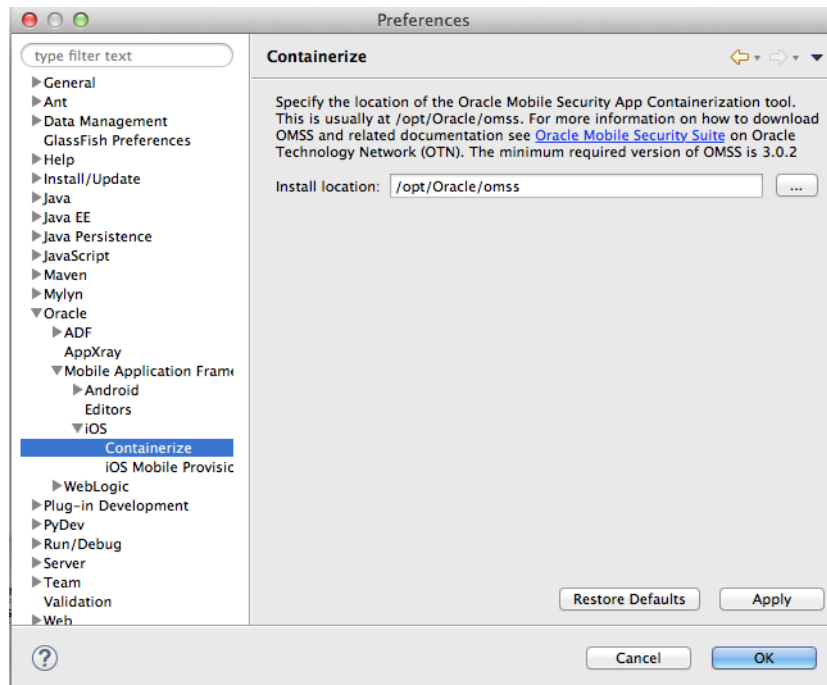 Preferences
type filter text
General
Ant
Data Management
GlassFish Preferences
Help
Install/Update
Java
Java EE
Java Persistence
JavaScript
Maven
Mylyn
Oracle
ADF
AppXray
Mobile Application Frame
Android
Editors
iOS
Containerize
iOS Mobile Provisic
WebLogic
Plug-in Development
PyDev
Run/Debug
Server
Team
Validation
Web
Containerize
Specify the location of the Oracle Mobile Security App Containerization tool.
This is usually at /opt/Oracle/omss. For more information on how to download
OMSS and related documentation see Oracle Mobile Security Suite on Oracle
Technology Network (OTN). The minimum required version of OMSS is 3.0.2
Install location: /opt/Oracle/omss ...
Restore Defaults Apply
? Cancel OK